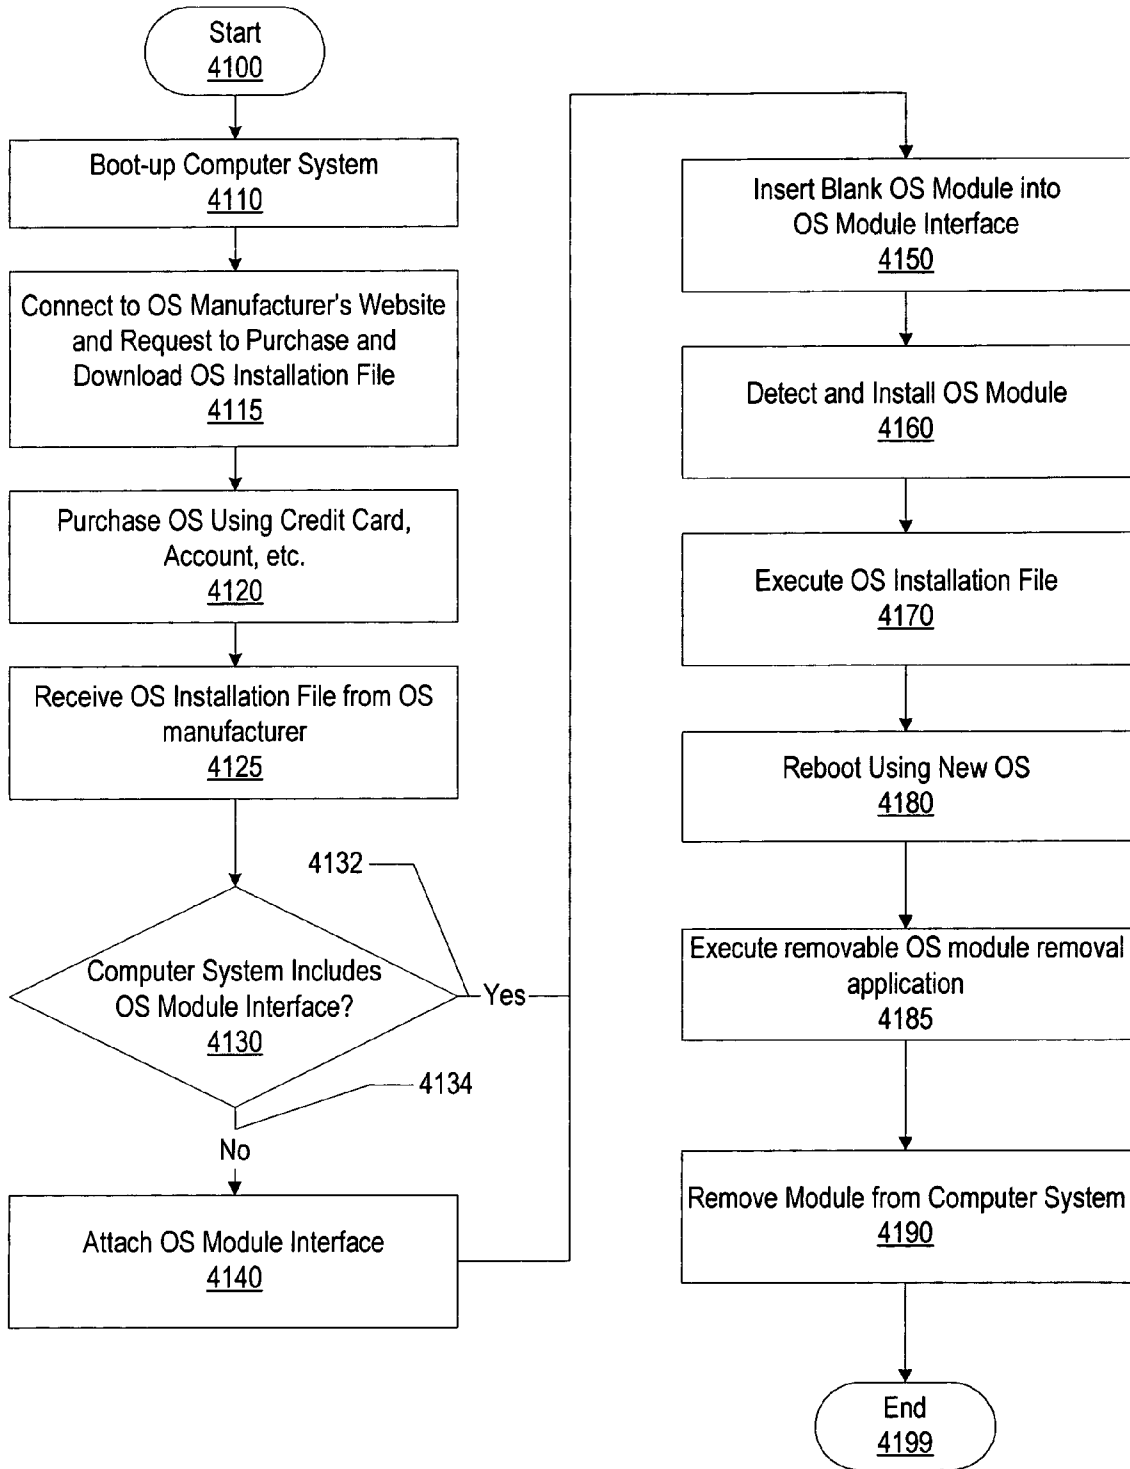 Start
4100
Boot-up Computer System
4110
Connect to OS Manufacturer's Website
and Request to Purchase and
Download OS Installation File
4115
Purchase OS Using Credit Card,
Account, etc.
4120
Receive OS Installation File from OS
manufacturer
4125
4132
Computer System Includes
OS Module Interface?
4130
Yes
4134
No
Attach OS Module Interface
4140
Insert Blank OS Module into
OS Module Interface
4150
Detect and Install OS Module
4160
Execute OS Installation File
4170
Reboot Using New OS
4180
Execute removable OS module removal
application
4185
Remove Module from Computer System
4190
End
4199